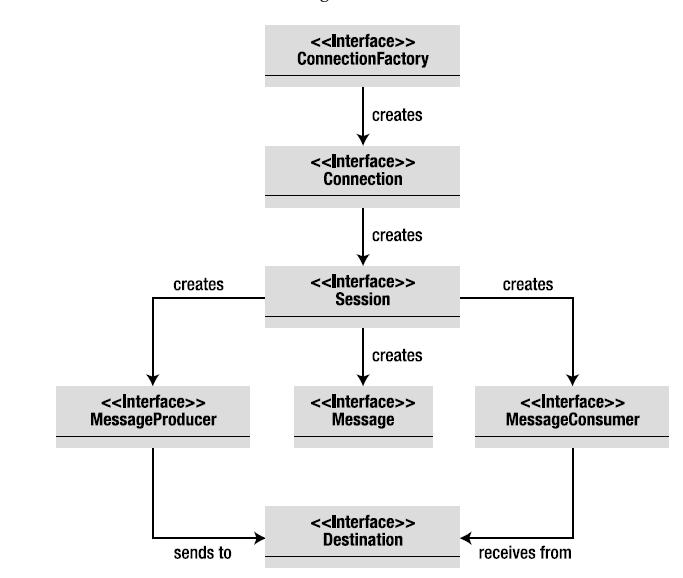 <<Interface>>
ConnectionFactory
creates
<<Interface>>
Connection
creates
<<Interface>>
Session
creates
creates
creates
<<Interface>>
MessageProducer
<<Interface>>
Message
<<Interface>>
MessageConsumer
<<Interface>>
Destination
sends to
receives from